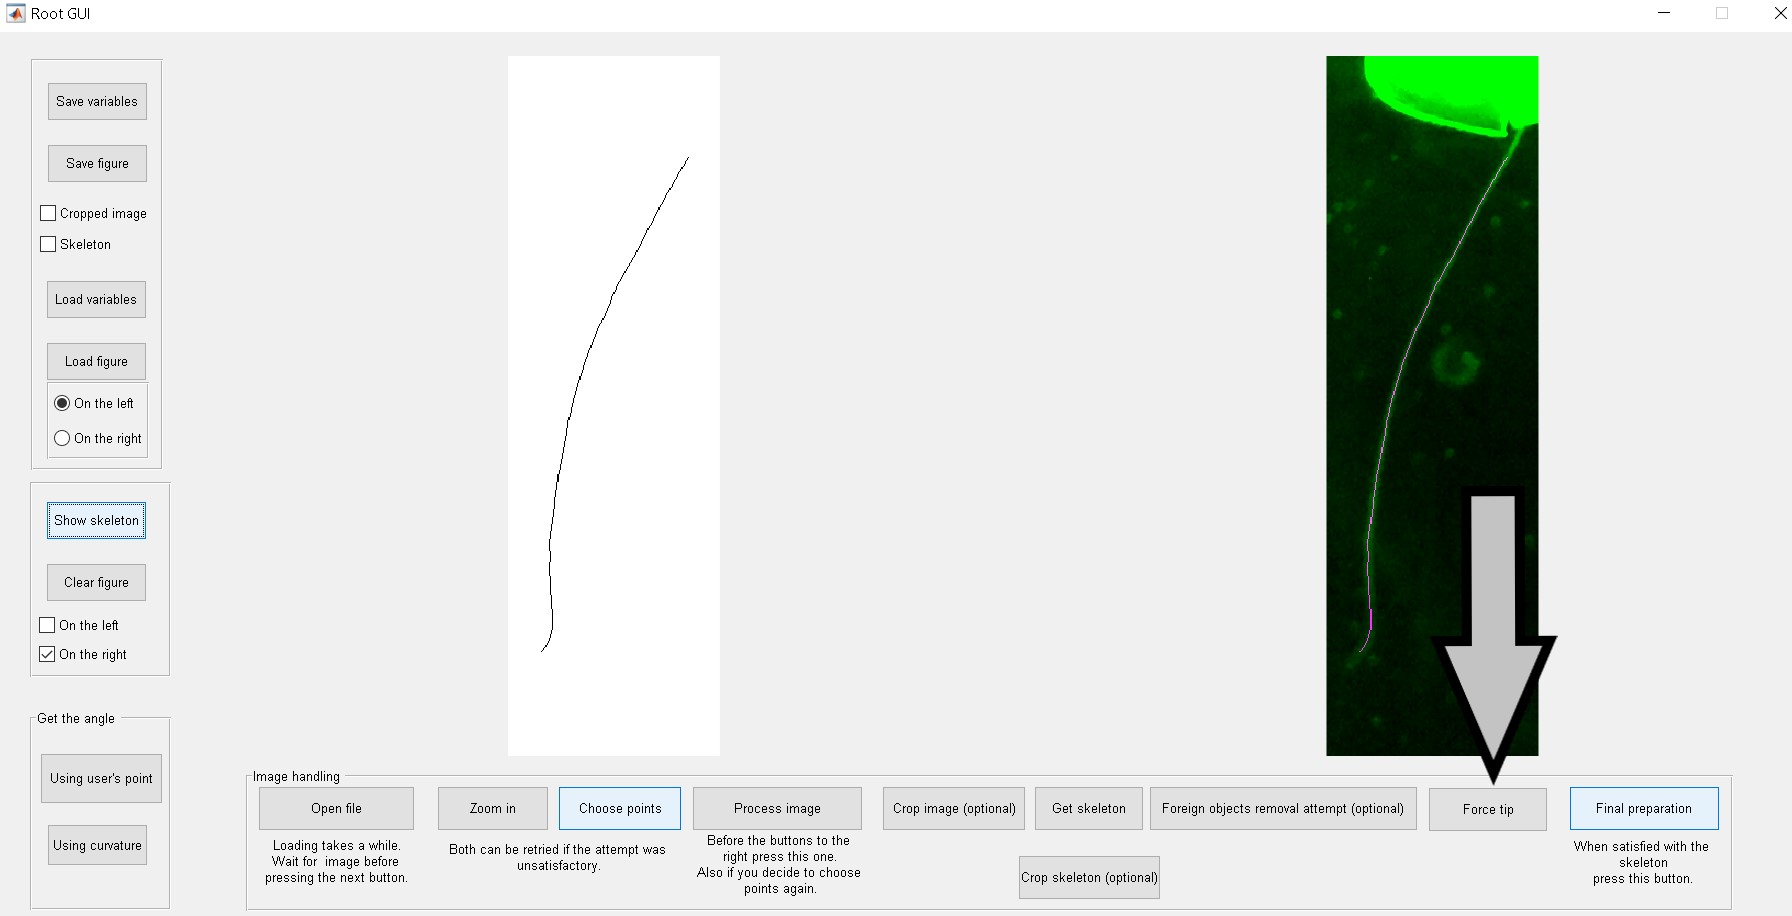 Root GUI
Save variables
Save figure
Cropped image
Skeleton
Load variables
Load figure
On the left
On the right
Show skeleton
Clear figure
On the left
On the right
Get the angle
Using user's point
Using curvature
Image handling
Open file
Loading takes a while.
Wait for image before
pressing the next button.
Zoom in
Choose points
Both can be retried if the attempt was
unsatisfactory.
Process image
Before the buttons to the
right press this one.
Also if you decide to choose
points again.
Crop image (optional)
Get skeleton
Crop skeleton (optional)
Foreign objects removal attempt (optional)
Force tip
Final preparation
When satisfied with the
skeleton
press this button.